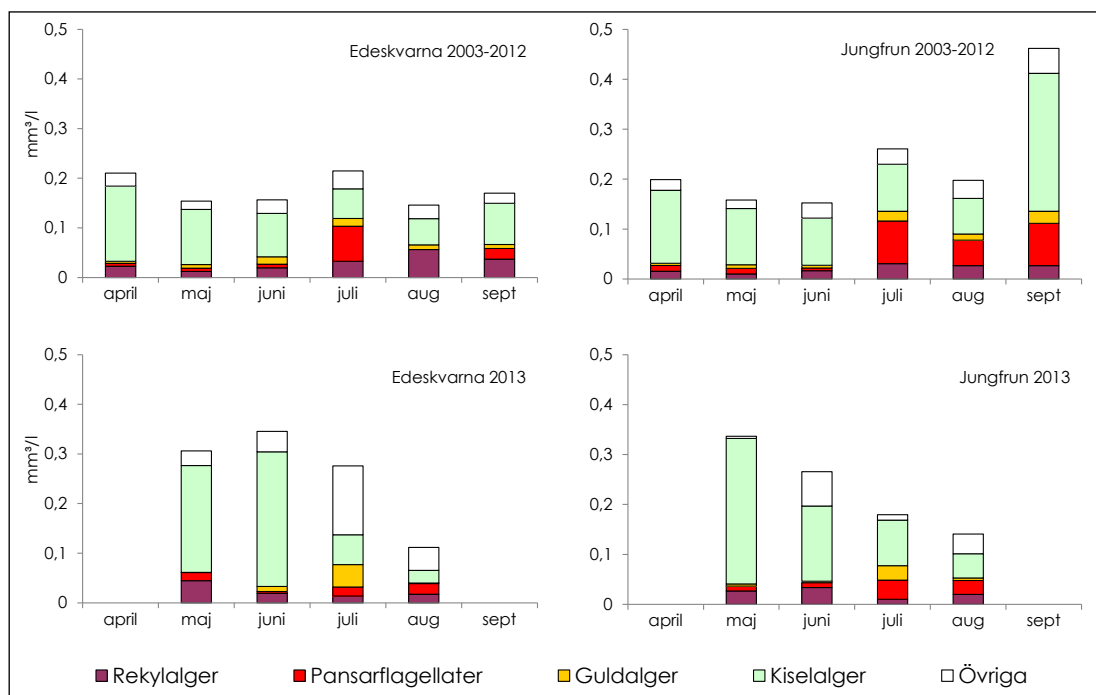 Edeskvarna 2003-2012
mm³/l
0,5
0,4
0,3
0,2
0,1
0
april maj juni juli aug sept
Jungfrun 2003-2012
0,5
0,4
0,3
0,2
0,1
0
april maj juni juli aug sept
Edeskvarna 2013
mm³/l
0,5
0,4
0,3
0,2
0,1
0
april maj juni juli aug sept
Jungfrun 2013
0,5
0,4
0,3
0,2
0,1
0
april maj juni juli aug sept
Rekylalger Pansarflagellater Guldalger Kiselalger Övriga